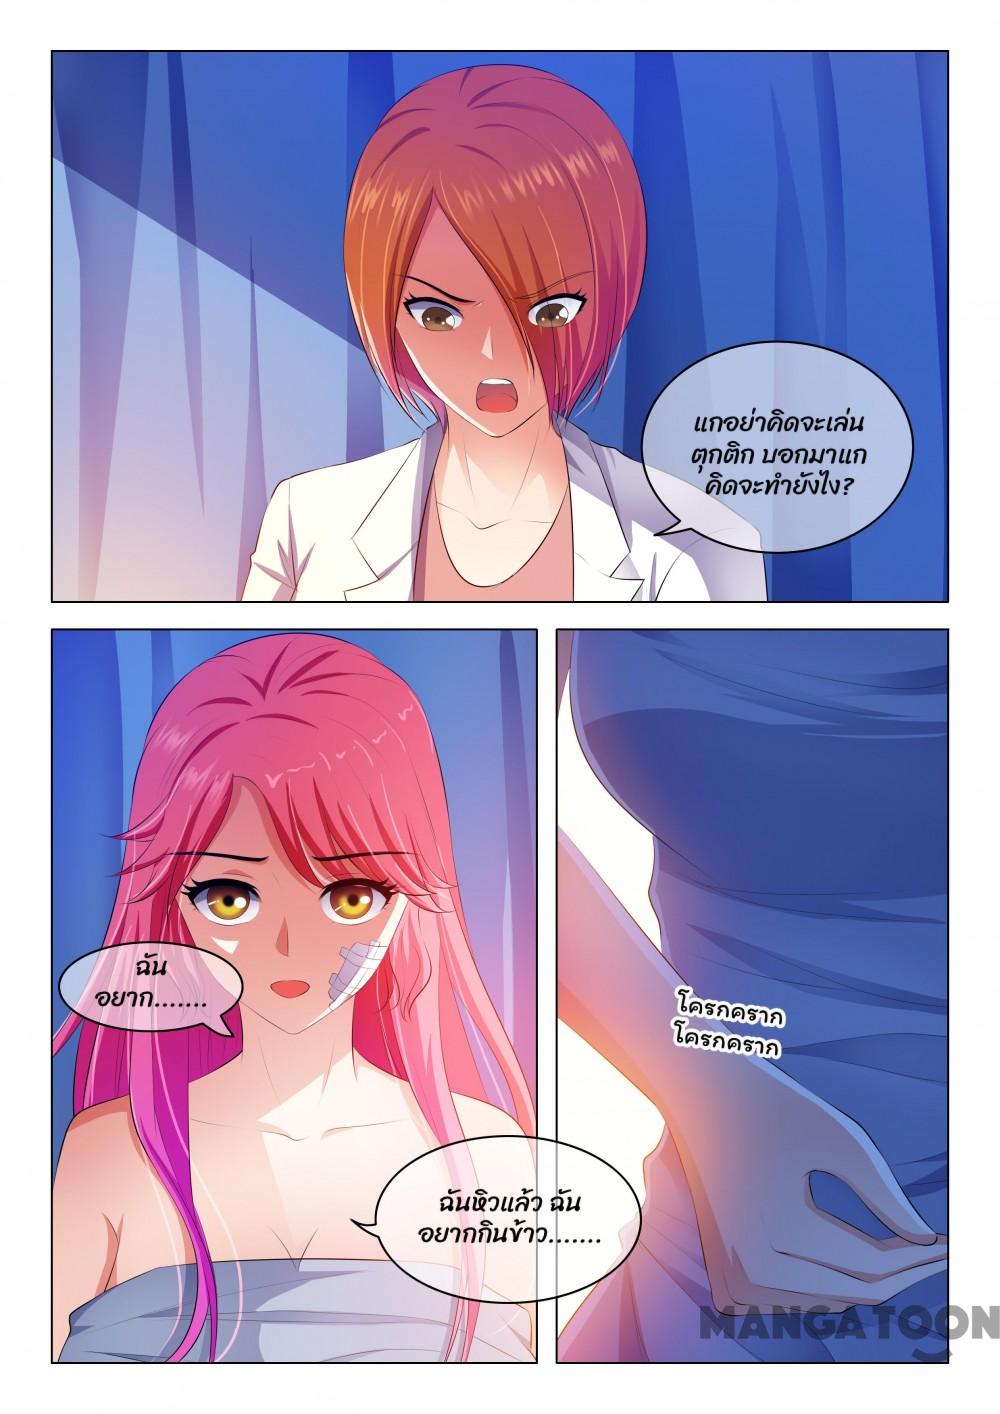 แกอย่าคิดจะเล่น
ตุกติก บอกมาแก
คิดจะทำยังไง?
ฉัน
อยาก.......
โครกคราก
โครกคราก
ฉันหิวแล้ว ฉัน
อยากกินข้าว.......
MANGATOON